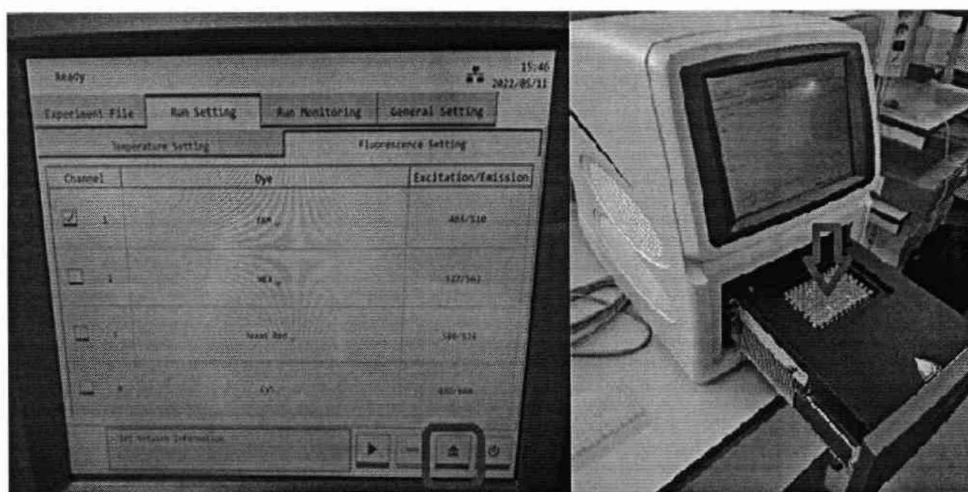 Ready
15:46
2022/05/11
Experiment File Run Setting Run Monitoring General Setting
Temperature Setting Fluorescence Setting
Channel Dye Excitation/Emission
1 FAM
HEX
Texas Red
Cy5
Set Network Information